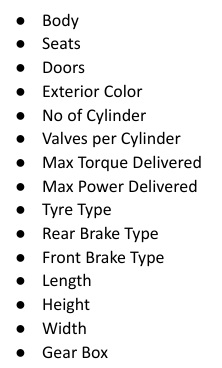 ● Body
● Seats
● Doors
● Exterior Color
● No of Cylinder
● Valves per Cylinder
● Max Torque Delivered
● Max Power Delivered
● Tyre Type
● Rear Brake Type
● Front Brake Type
● Length
● Height
● Width
● Gear Box